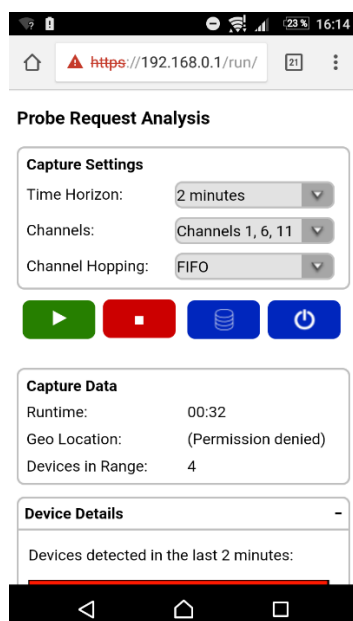 23% 16:14
https://192.168.0.1/run/ 21
Probe Request Analysis
Capture Settings
Time Horizon: 2 minutes
Channels: Channels 1, 6, 11
Channel Hopping: FIFO
Capture Data
Runtime: 00:32
Geo Location: (Permission denied)
Devices in Range: 4
Device Details -
Devices detected in the last 2 minutes: